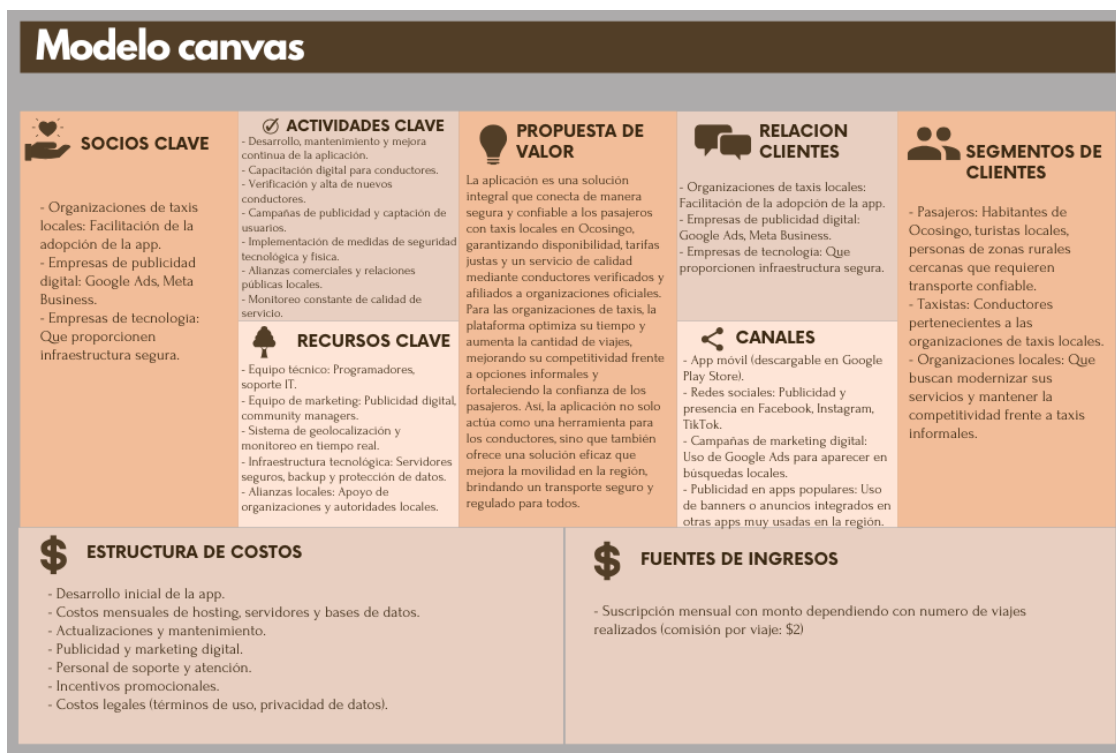 Modelo canvas
SOCIOS CLAVE
- Organizaciones de taxis
locales: Facilitación de la
adopción de la app.
- Empresas de publicidad
digital: Google Ads, Meta
Business.
- Empresas de tecnología:
Que proporcionen
infraestructura segura.
ACTIVIDADES CLAVE
- Desarrollo, mantenimiento y mejora
continua de la aplicación.
- Capacitación digital para conductores.
- Verificación y alta de nuevos
conductores.
- Campañas de publicidad y captación de
usuarios.
- Implementación de medidas de seguridad
tecnológica y física.
- Alianzas comerciales y relaciones
públicas locales.
- Monitoreo constante de calidad de
servicio.
RECURSOS CLAVE
- Equipo técnico: Programadores,
soporte IT.
- Equipo de marketing: Publicidad digital,
community managers.
- Sistema de geolocalización y
monitoreo en tiempo real.
- Infraestructura tecnológica: Servidores
seguros, backup y protección de datos.
- Alianzas locales: Apoyo de
organizaciones y autoridades locales.
PROPUESTA DE
VALOR
La aplicación es una solución
integral que conecta de manera
segura y confiable a los pasajeros
con taxis locales en Ocosingo,
garantizando disponibilidad, tarifas
justas y un servicio de calidad
mediante conductores verificados y
afiliados a organizaciones oficiales.
Para las organizaciones de taxis, la
plataforma optimiza su tiempo y
aumenta la cantidad de viajes,
mejorando su competitividad frente
a opciones informales y
fortaleciendo la confianza de los
pasajeros. Así, la aplicación no solo
actúa como una herramienta para
los conductores, sino que también
ofrece una solución eficaz que
mejora la movilidad en la región,
brindando un transporte seguro y
regulado para todos.
RELACION
CLIENTES
- Organizaciones de taxis locales:
Facilitación de la adopción de la app.
- Empresas de publicidad digital:
Google Ads, Meta Business.
- Empresas de tecnología: Que
proporcionen infraestructura segura.
CANALES
- App móvil (descargable en Google
Play Store).
- Redes sociales: Publicidad y
presencia en Facebook, Instagram,
TikTok.
- Campañas de marketing digital:
Uso de Google Ads para aparecer en
búsquedas locales.
- Publicidad en apps populares: Uso
de banners o anuncios integrados en
otras apps muy usadas en la región.
SEGMENTOS DE
CLIENTES
- Pasajeros: Habitantes de
Ocosingo, turistas locales,
personas de zonas rurales
cercanas que requieren
transporte confiable.
- Taxistas: Conductores
pertenecientes a las
organizaciones de taxis locales.
- Organizaciones locales: Que
buscan modernizar sus
servicios y mantener la
competitividad frente a taxis
informales.
$ ESTRUCTURA DE COSTOS
- Desarrollo inicial de la app.
- Costos mensuales de hosting, servidores y bases de datos.
- Actualizaciones y mantenimiento.
- Publicidad y marketing digital.
- Personal de soporte y atención.
- Incentivos promocionales.
- Costos legales (términos de uso, privacidad de datos).
$ FUENTES DE INGRESOS
- Suscripción mensual con monto dependiendo con numero de viajes
realizados (comisión por viaje: $2)